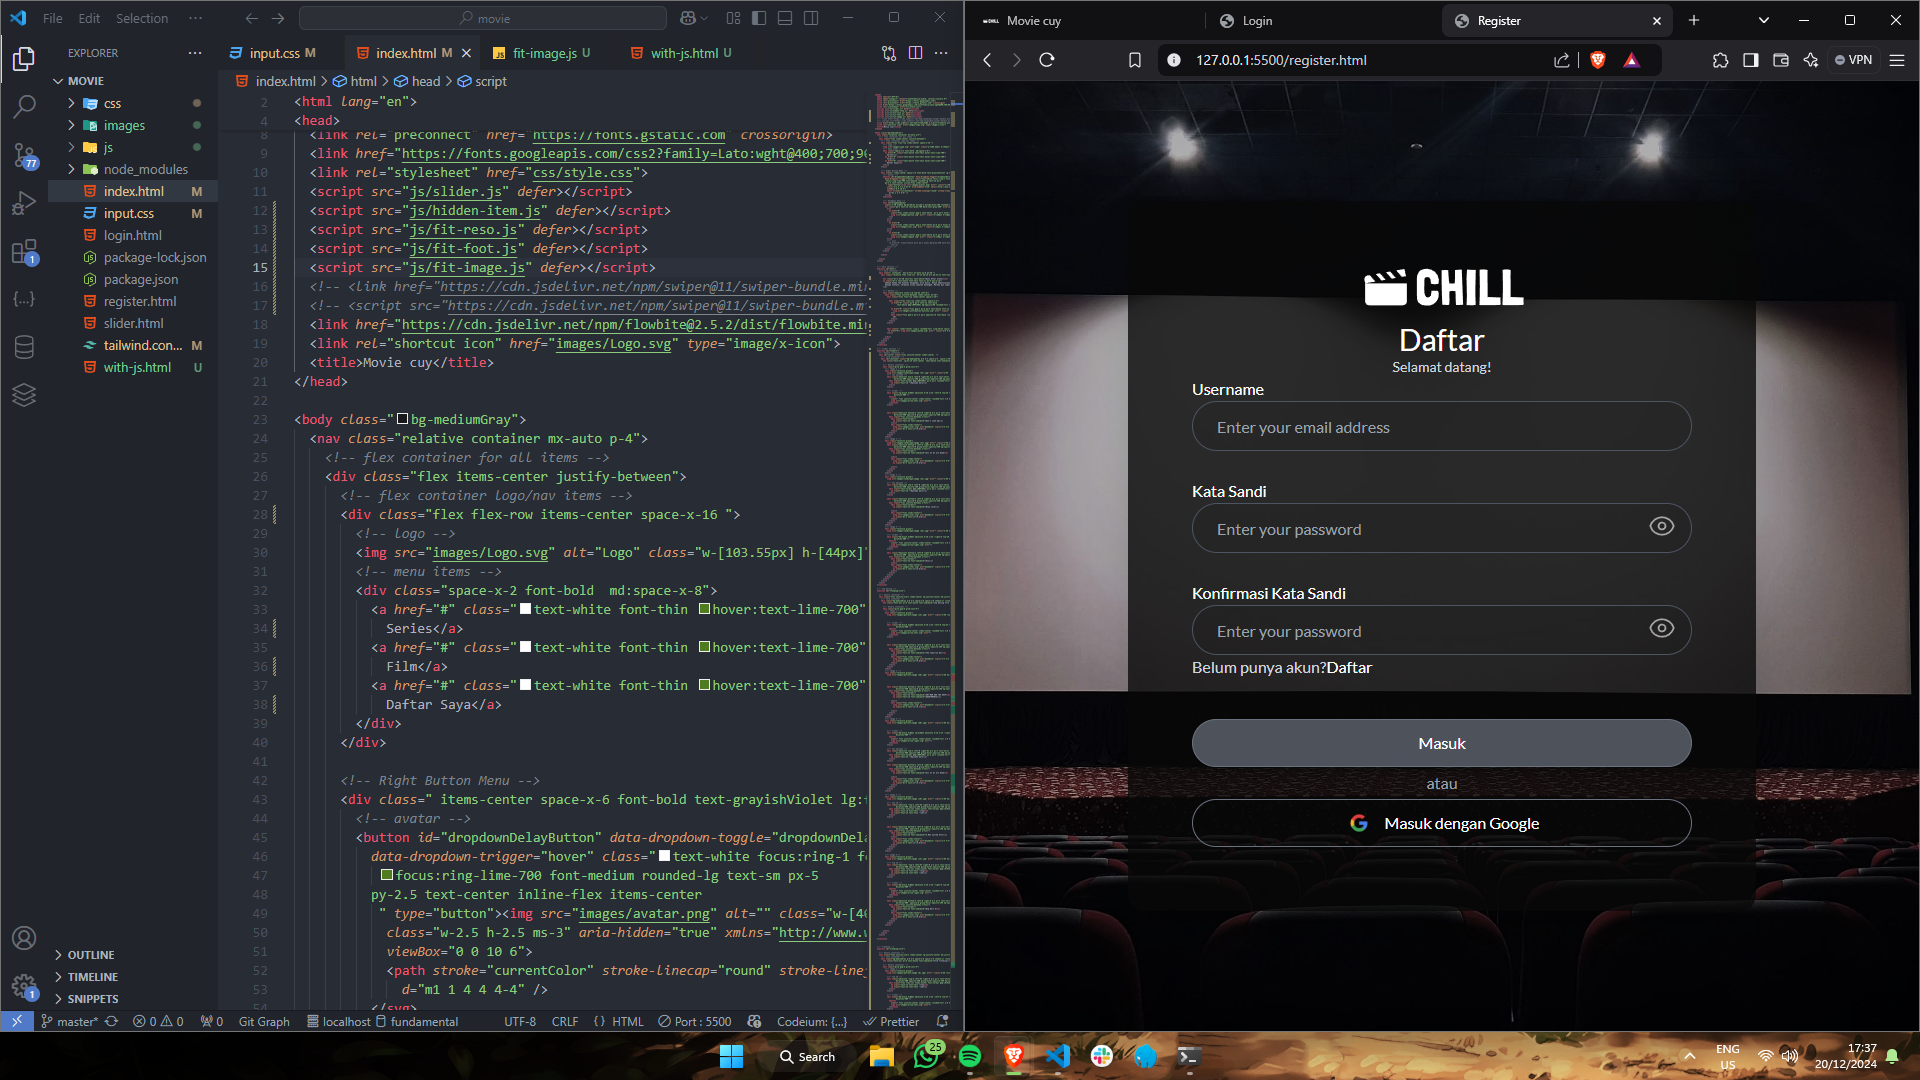 File Edit Selection ···
movie
EXPLORER ···
MOVIE
css
images
js
node_modules
index.html M
input.css M
login.html
package-lock.json
package.json
register.html
slider.html
tailwind.con... M
with-js.html U
77
1
1
OUTLINE
TIMELINE
SNIPPETS
input.css M
index.html M
fit-image.js U
with-js.html U
index.html > html > head > script
2 <html lang="en">
4 <head>
8 <link rel="preconnect" href="https://fonts.gstatic.com" crossorigin>
9 <link href="https://fonts.googleapis.com/css2?family=Lato:wght@400;700;90
10 <link rel="stylesheet" href="css/style.css">
11 <script src="js/slider.js" defer></script>
12 <script src="js/hidden-item.js" defer></script>
13 <script src="js/fit-reso.js" defer></script>
14 <script src="js/fit-foot.js" defer></script>
15 <script src="js/fit-image.js" defer></script>
16 <!-- <link href="https://cdn.jsdelivr.net/npm/swiper@11/swiper-bundle.min
17 <!-- <script src="https://cdn.jsdelivr.net/npm/swiper@11/swiper-bundle.mi
18 <link href="https://cdn.jsdelivr.net/npm/flowbite@2.5.2/dist/flowbite.min
19 <link rel="shortcut icon" href="images/Logo.svg" type="image/x-icon">
20 <title>Movie cuy</title>
21 </head>
22
23 <body class="bg-mediumGray">
24 <nav class="relative container mx-auto p-4">
25 <!-- flex container for all items -->
26 <div class="flex items-center justify-between">
27 <!-- flex container logo/nav items -->
28 <div class="flex flex-row items-center space-x-16 ">
29 <!-- logo -->
30 <img src="images/Logo.svg" alt="Logo" class="w-[103.55px] h-[44px]"
31 <!-- menu items -->
32 <div class="space-x-2 font-bold  md:space-x-8">
33 <a href="#" class="text-white font-thin hover:text-lime-700"
34 Series</a>
35 <a href="#" class="text-white font-thin hover:text-lime-700"
36 Film</a>
37 <a href="#" class="text-white font-thin hover:text-lime-700"
38 Daftar Saya</a>
39 </div>
40 </div>
41
42 <!-- Right Button Menu -->
43 <div class=" items-center space-x-6 font-bold text-grayishViolet lg:
44 <!-- avatar -->
45 <button id="dropdownDelayButton" data-dropdown-toggle="dropdownDela
46 data-dropdown-trigger="hover" class="text-white focus:ring-1 fo
47 focus:ring-lime-700 font-medium rounded-lg text-sm px-5
48 py-2.5 text-center inline-flex items-center
49 " type="button"><img src="images/avatar.png" alt="" class="w-[40
50 class="w-2.5 h-2.5 ms-3" aria-hidden="true" xmlns="http://www.w
51 viewBox="0 0 10 6">
52 <path stroke="currentColor" stroke-linecap="round" stroke-line
53 d="m1 1 4 4 4-4" />
54 </svg>
master* 0 0 0 Git Graph localhost fundamental UTF-8 CRLF {} HTML Port : 5500 Codeium: {...} Prettier
Movie cuy
Login
Register
127.0.0.1:5500/register.html
VPN
CHILL
Daftar
Selamat datang!
Username
Enter your email address
Kata Sandi
Enter your password
Konfirmasi Kata Sandi
Enter your password
Belum punya akun?Daftar
Masuk
atau
Masuk dengan Google
Search
25
ENG
US
17:37
20/12/2024